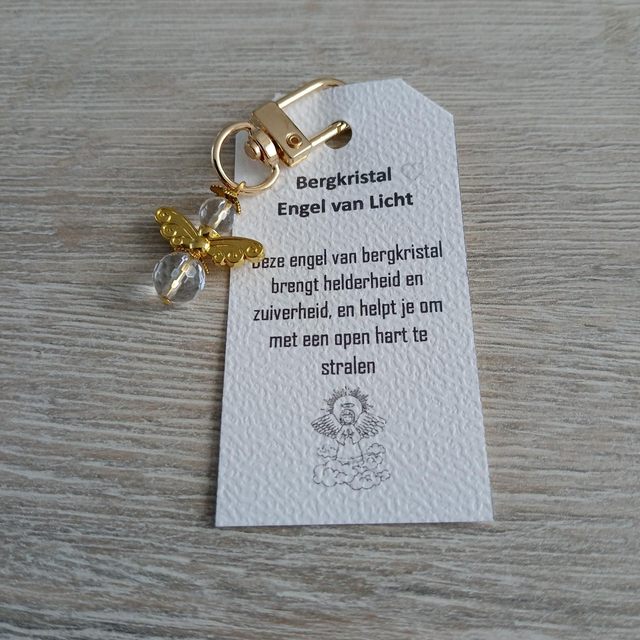 Bergkristal
Engel van Licht
Deze engel van bergkristal
brengt helderheid en
zuiverheid, en helpt je om
met een open hart te
stralen